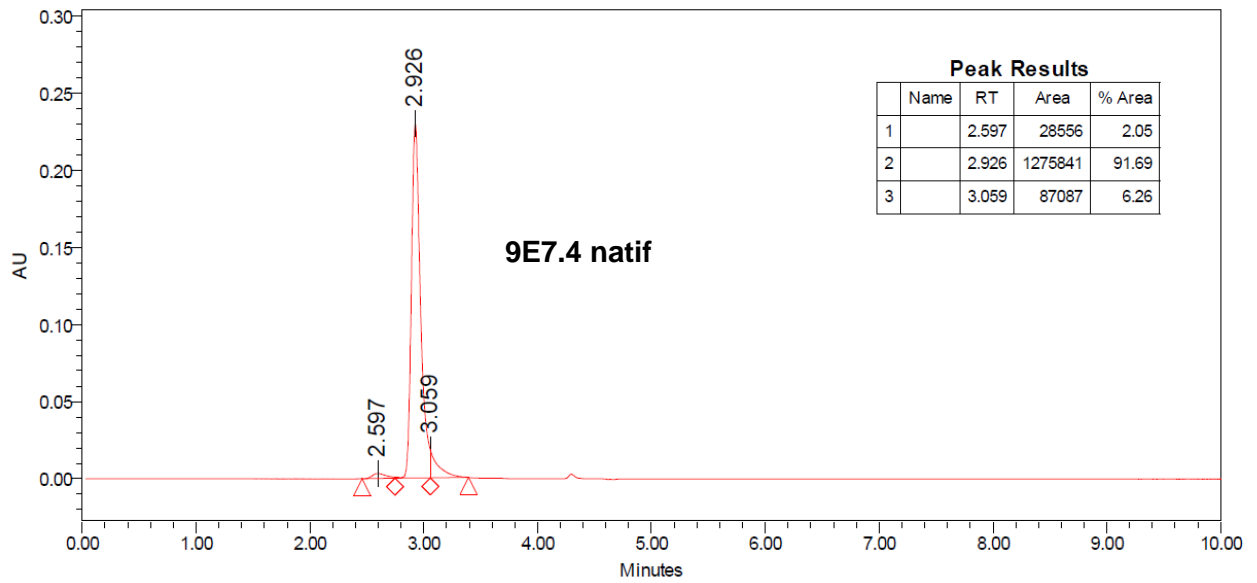 0.30
0.25
0.20
0.15
0.10
0.05
0.00
AU
2.597
2.926
3.059
9E7.4 natif
Peak Results
Name RT Area % Area
1 2.597 28556 2.05
2 2.926 1275841 91.69
3 3.059 87087 6.26
0.00 1.00 2.00 3.00 4.00 5.00 6.00 7.00 8.00 9.00 10.00
Minutes